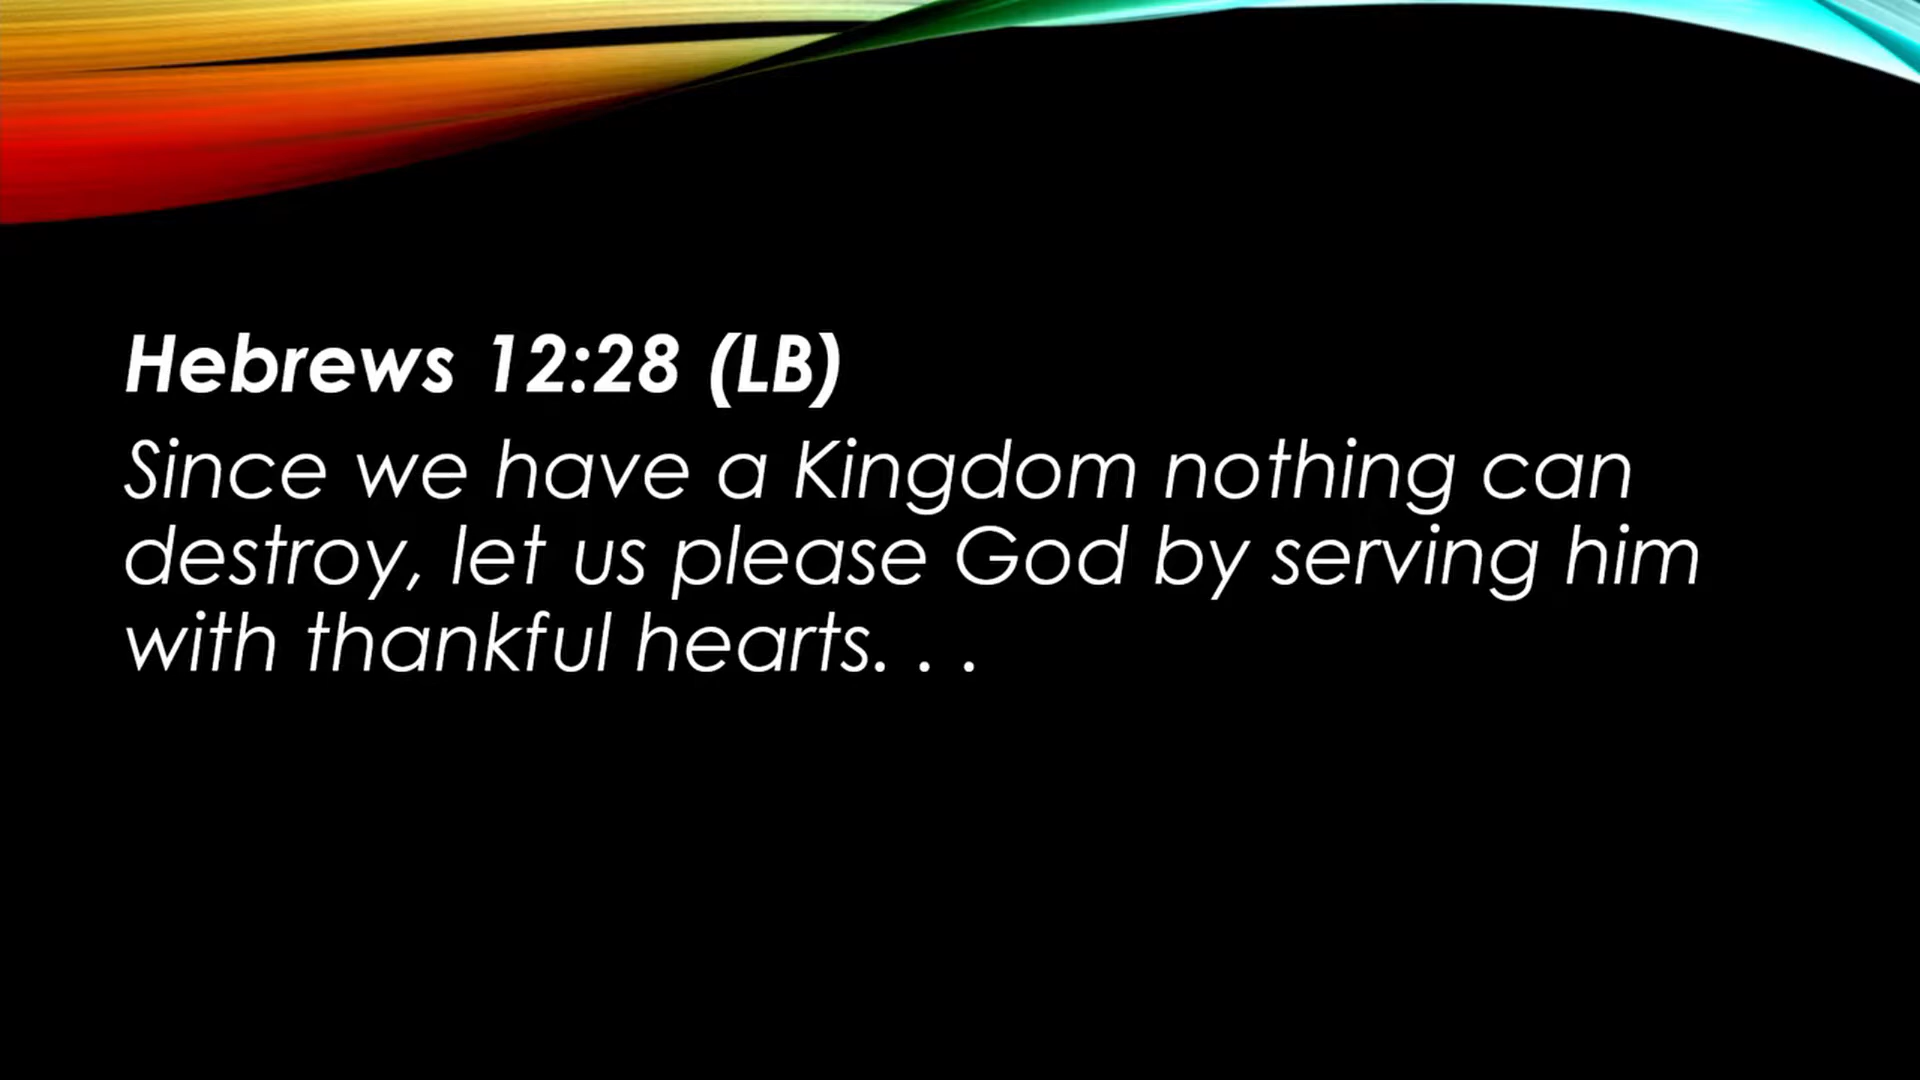 Hebrews 12:28 (LB)
Since we have a Kingdom nothing can
destroy, let us please God by serving him
with thankful hearts. . .